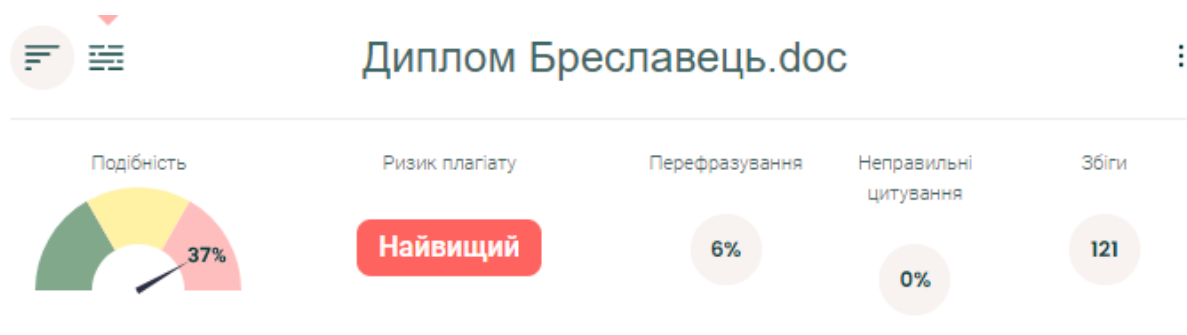 Диплом Бреславець.doc
Подібність
Ризик плагіату
Перефразування
Неправильні
цитування
Збіги
37%
Найвищий
6%
0%
121